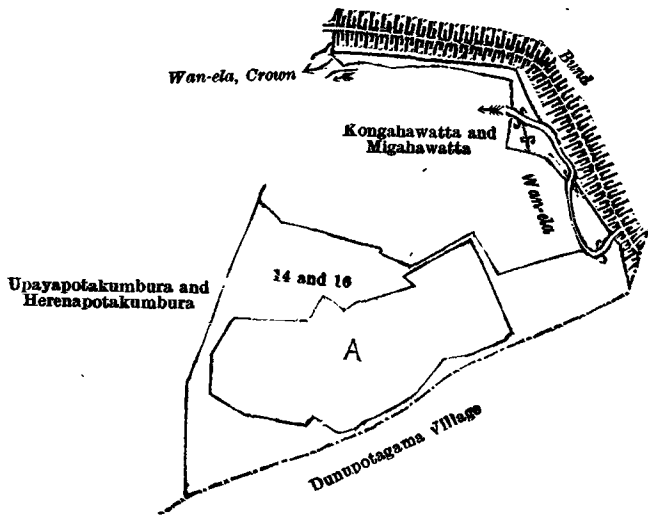 Bund
Wan-ela, Crown
Kongahawatta and
Migahawatta
Wan-ela
14 and 16
Upayapotakumbura and
Herenapotakumbura
A
Dunupotagama Village